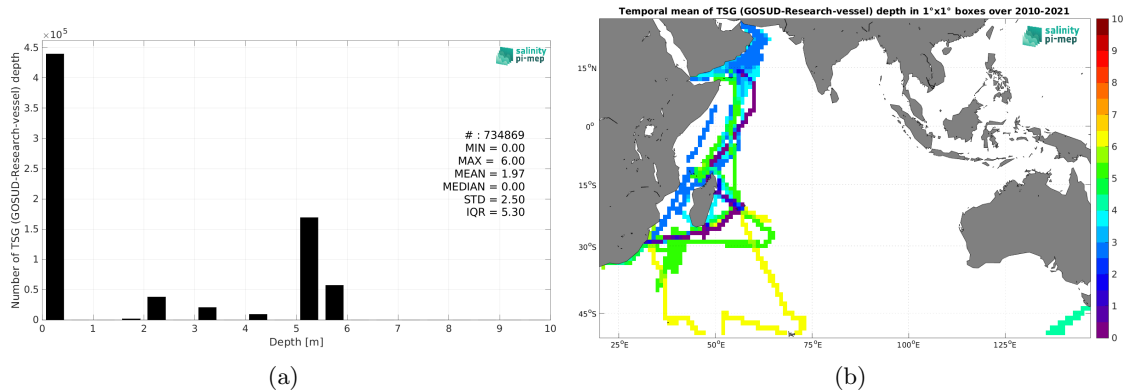 ×10⁵
4.5
4
3.5
3
2.5
2
1.5
1
0.5
0
Number of TSG (GOSUD-Research-vessel) depth
salinity
pi-mep
# : 734869
MIN = 0.00
MAX = 6.00
MEAN = 1.97
MEDIAN = 0.00
STD = 2.50
IQR = 5.30
0 1 2 3 4 5 6 7 8 9 10
Depth [m]
(a)
Temporal mean of TSG (GOSUD-Research-vessel) depth in 1°x1° boxes over 2010-2021
salinity
pi-mep
15°N
0°
15°S
30°S
45°S
25°E 50°E 75°E 100°E 125°E
10
9
8
7
6
5
4
3
2
1
0
(b)